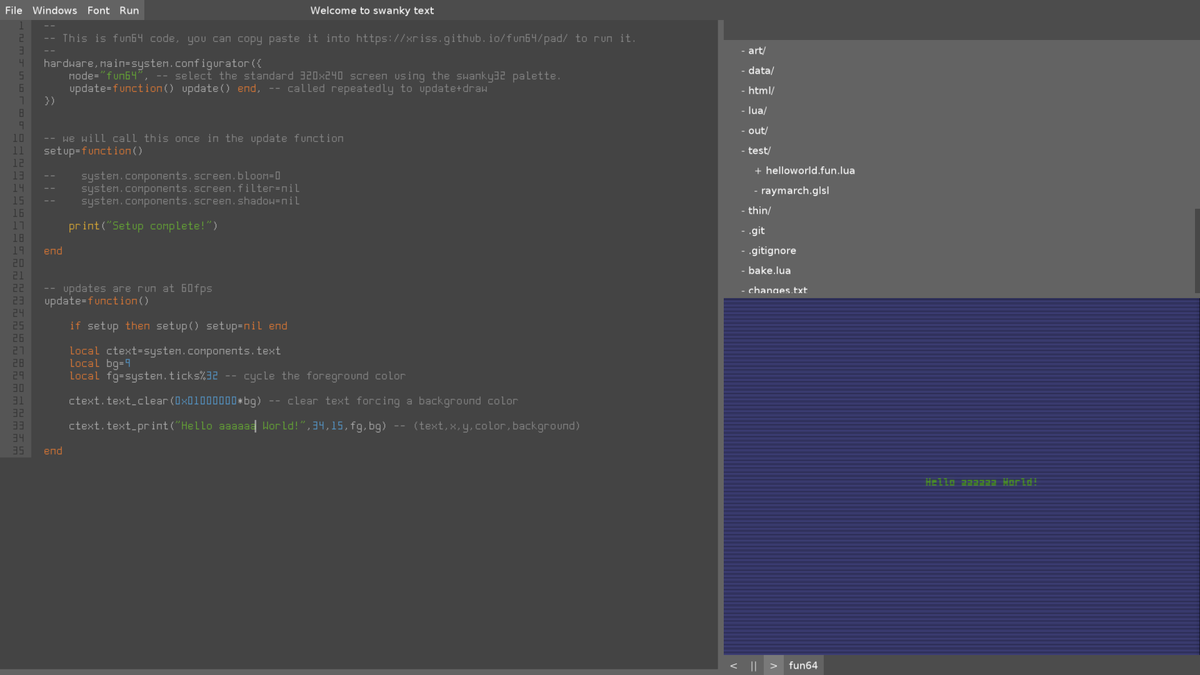 File Windows Font Run Welcome to swanky text
1 --
2 -- This is fun64 code, you can copy paste it into https://xriss.github.io/fun64/pad/ to run it.
3 --
4 hardware,main=system.configurator({
5 mode="fun64", -- select the standard 320x240 screen using the swanky32 palette.
6 update=function() update() end, -- called repeatedly to update+draw
7 })
8
9
10 -- we will call this once in the update function
11 setup=function()
12
13 -- system.components.screen.bloom=0
14 -- system.components.screen.filter=nil
15 -- system.components.screen.shadow=nil
16
17 print("Setup complete!")
18
19 end
20
21
22 -- updates are run at 60fps
23 update=function()
24
25 if setup then setup() setup=nil end
26
27 local ctext=system.components.text
28 local bg=9
29 local fg=system.ticks%32 -- cycle the foreground color
30
31 ctext.text_clear(0x01000000*bg) -- clear text forcing a background color
32
33 ctext.text_print("Hello aaaaaa World!",34,15,fg,bg) -- (text,x,y,color,background)
34
35 end
- art/
- data/
- html/
- lua/
- out/
- test/
+ helloworld.fun.lua
- raymarch.glsl
- thin/
- .git
- .gitignore
- bake.lua
- changes.txt
Hello aaaaaa World!
< || > fun64